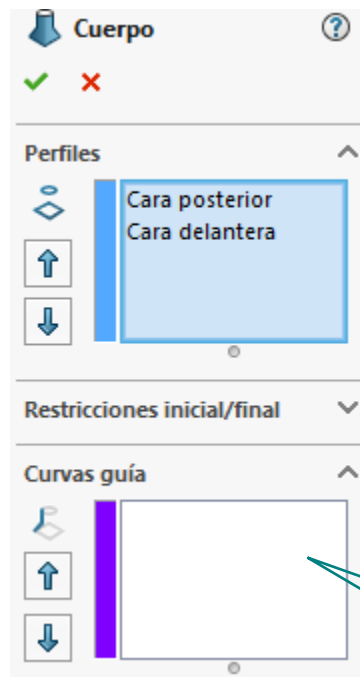 Cuerpo
Perfiles
Cara posterior
Cara delantera
Restricciones inicial/final
Curvas guía